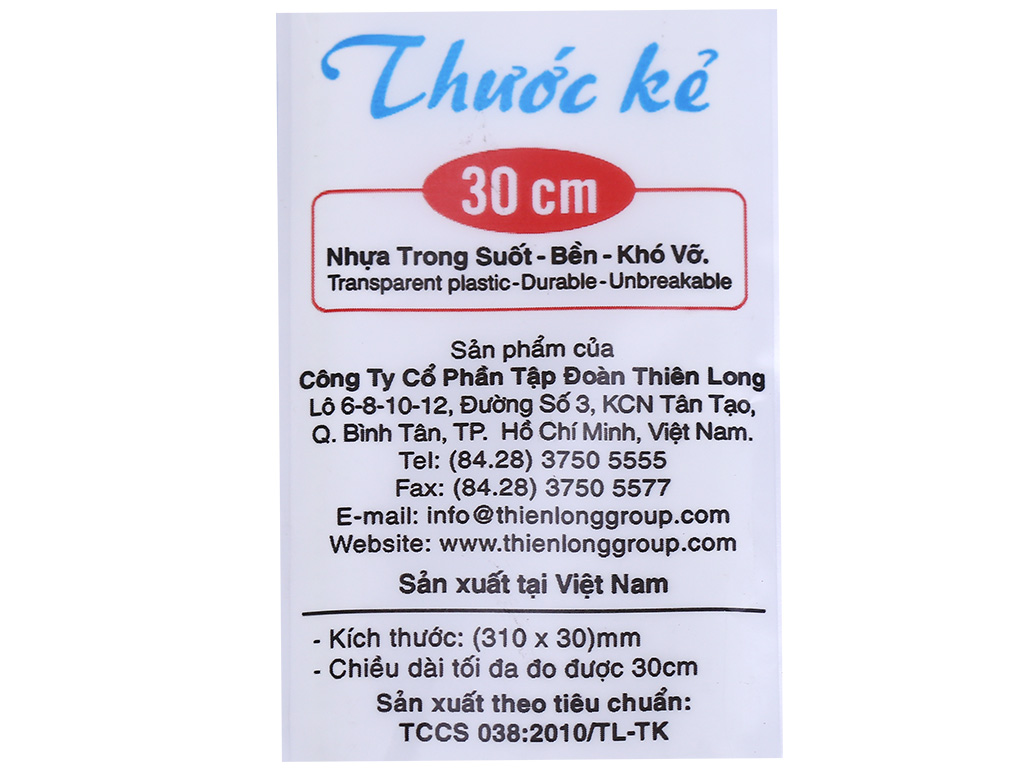 Thước kẻ
30 cm
Nhựa Trong Suốt - Bền - Khó Vỡ.
Transparent plastic - Durable - Unbreakable
Sản phẩm của
Công Ty Cổ Phần Tập Đoàn Thiên Long
Lô 6-8-10-12, Đường Số 3, KCN Tân Tạo,
Q. Bình Tân, TP. Hồ Chí Minh, Việt Nam.
Tel: (84.28) 3750 5555
Fax: (84.28) 3750 5577
E-mail: info@thienlonggroup.com
Website: www.thienlonggroup.com
Sản xuất tại Việt Nam
- Kích thước: (310 x 30)mm
- Chiều dài tối đa đo được 30cm
Sản xuất theo tiêu chuẩn:
TCCS 038:2010/TL-TK